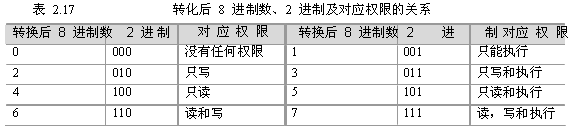 表 2.17 转化后 8 进制数、2 进制及对应权限的关系
转换后 8 进制数 2 进 制 对 应 权 限 转换后 8 进制数 2 进 制 对 应 权 限
0 000 没有任何权限 1 001 只能执行
2 010 只写 3 011 只写和执行
4 100 只读 5 101 只读和执行
6 110 读和写 7 111 读，写和执行